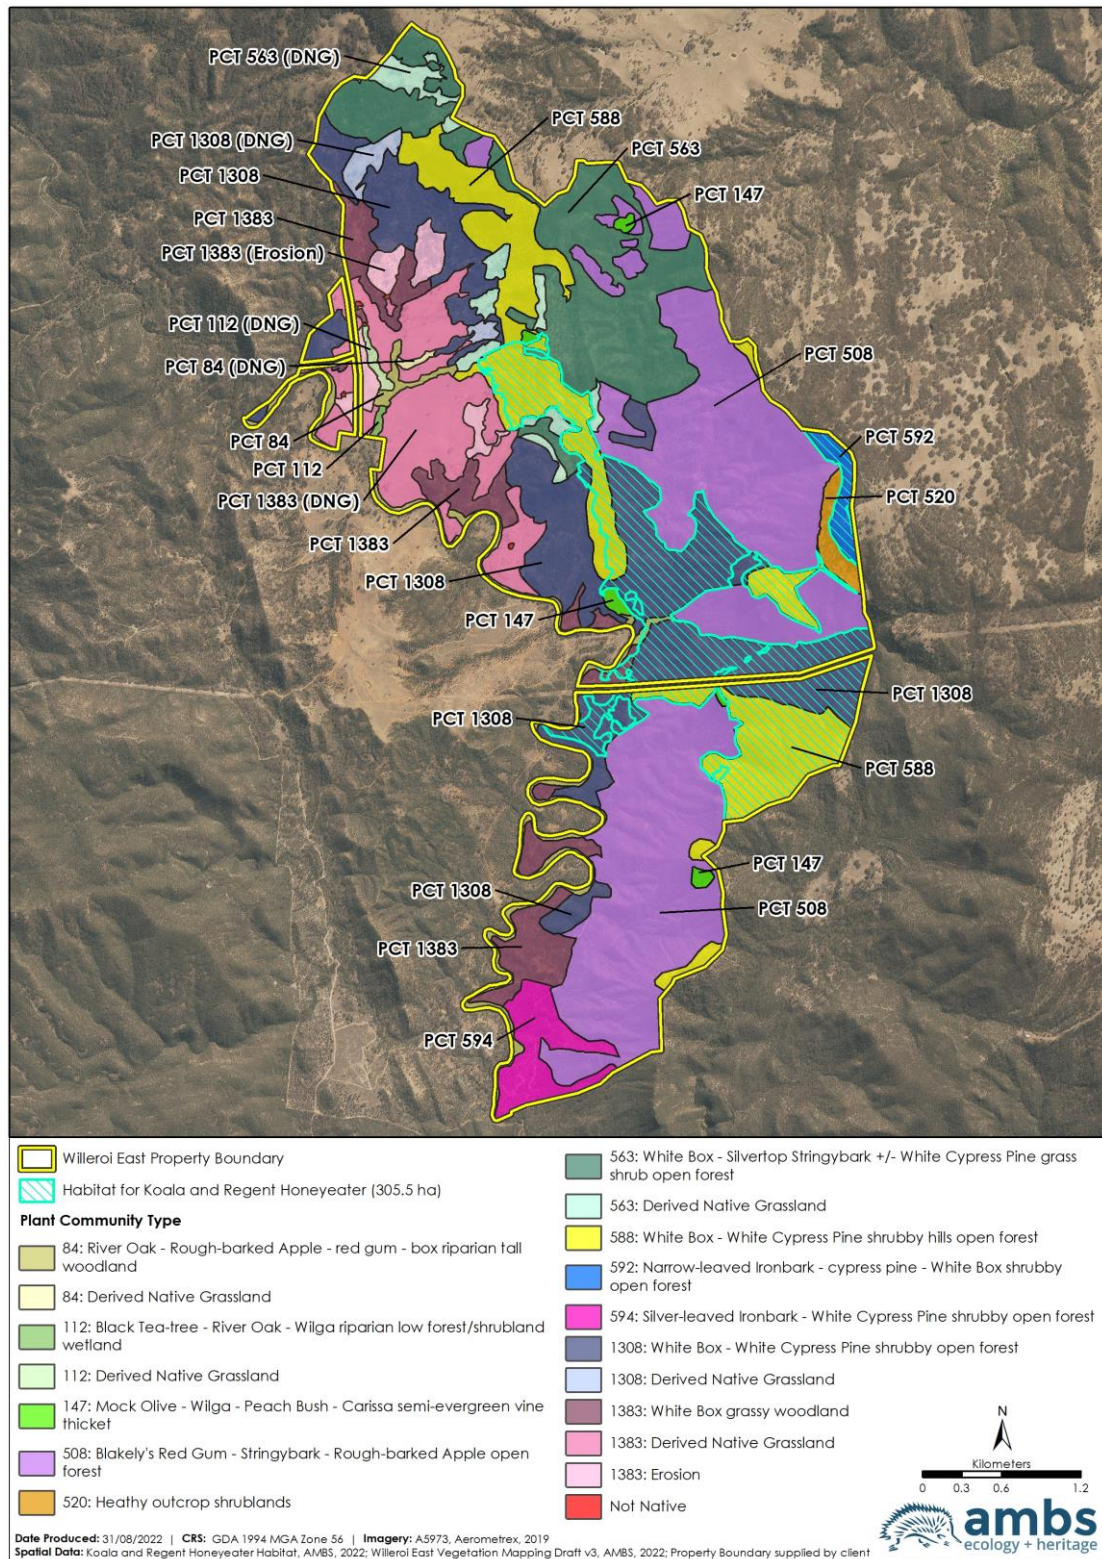 PCT 563 (DNG)
PCT 588
PCT 1308 (DNG)
PCT 563
PCT 1308
PCT 147
PCT 1383
PCT 1383 (Erosion)
PCT 112 (DNG)
PCT 84 (DNG)
PCT 508
PCT 84
PCT 592
PCT 112
PCT 1383 (DNG)
PCT 520
PCT 1383
PCT 1308
PCT 147
PCT 1308
PCT 1308
PCT 588
PCT 147
PCT 1308
PCT 508
PCT 1383
PCT 594
Willeroi East Property Boundary
Habitat for Koala and Regent Honeyeater (305.5 ha)
Plant Community Type
84: River Oak - Rough-barked Apple - red gum - box riparian tall
woodland
84: Derived Native Grassland
112: Black Tea-tree - River Oak - Wilga riparian low forest/shrubland
wetland
112: Derived Native Grassland
147: Mock Olive - Wilga - Peach Bush - Carissa semi-evergreen vine
thicket
508: Blakely's Red Gum - Stringybark - Rough-barked Apple open
forest
520: Heathy outcrop shrublands
563: White Box - Silvertop Stringybark +/- White Cypress Pine grass
shrub open forest
563: Derived Native Grassland
588: White Box - White Cypress Pine shrubby hills open forest
592: Narrow-leaved Ironbark - cypress pine - White Box shrubby
open forest
594: Silver-leaved Ironbark - White Cypress Pine shrubby open forest
1308: White Box - White Cypress Pine shrubby open forest
1308: Derived Native Grassland
1383: White Box grassy woodland
1383: Derived Native Grassland
1383: Erosion
Not Native
N
Kilometers
0 0.3 0.6 1.2
ambs
ecology + heritage
Date Produced: 31/08/2022 | CRS: GDA 1994 MGA Zone 56 | Imagery: A5973, Aerometrex, 2019
Spatial Data: Koala and Regent Honeyeater Habitat, AMBS, 2022; Willeroi East Vegetation Mapping Draft v3, AMBS, 2022; Property Boundary supplied by client